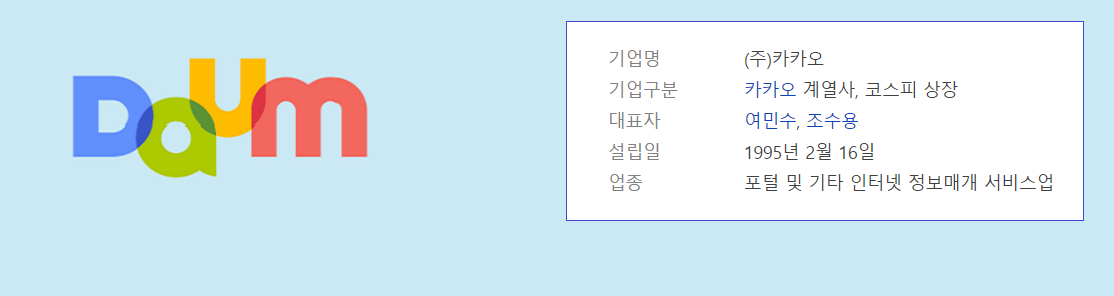 Daum
기업명 (주)카카오
기업구분 카카오 계열사, 코스피 상장
대표자 여민수, 조수용
설립일 1995년 2월 16일
업종 포털 및 기타 인터넷 정보매개 서비스업